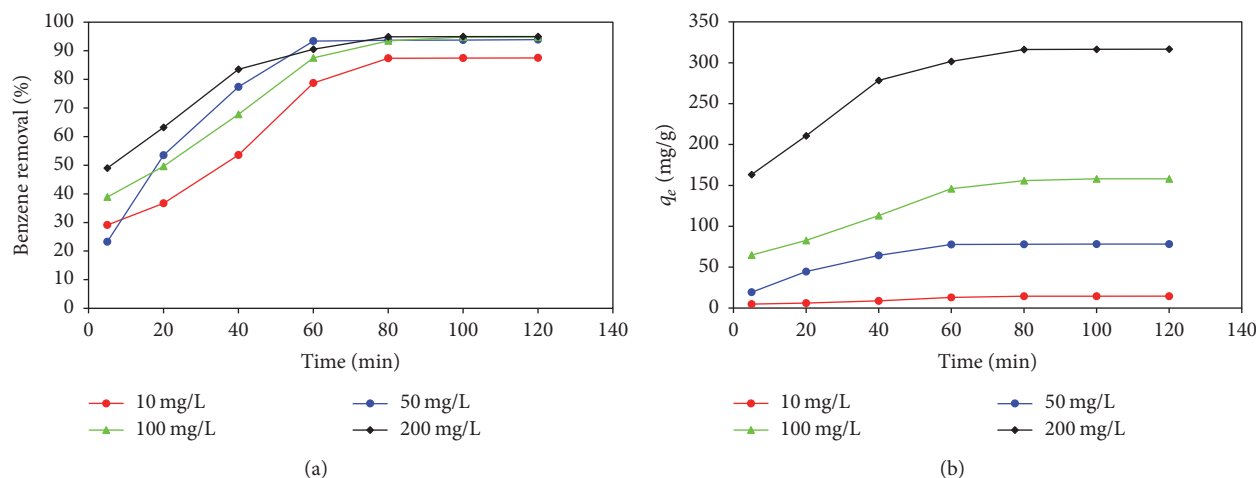 100
90
80
70
60
50
40
30
20
10
0
Benzene removal (%)
0 20 40 60 80 100 120 140
Time (min)
10 mg/L 50 mg/L
100 mg/L 200 mg/L
(a)
350
300
250
200
150
100
50
0
qe (mg/g)
0 20 40 60 80 100 120 140
Time (min)
10 mg/L 50 mg/L
100 mg/L 200 mg/L
(b)